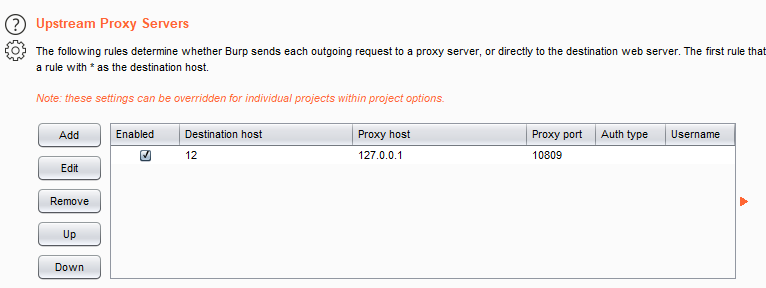 Upstream Proxy Servers
The following rules determine whether Burp sends each outgoing request to a proxy server, or directly to the destination web server. The first rule that
a rule with * as the destination host.
Note: these settings can be overridden for individual projects within project options.
Add
Enabled Destination host Proxy host Proxy port Auth type Username
12 127.0.0.1 10809
Edit
Remove
Up
Down